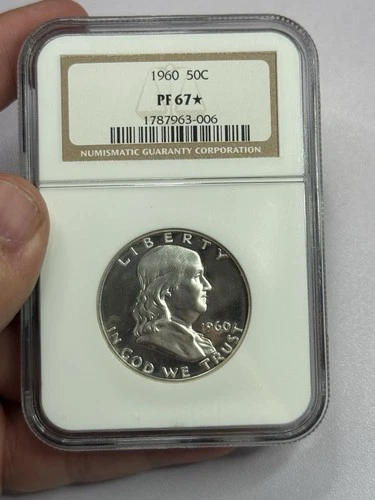 1960 50C
PF 67★
1787963-006
NUMISMATIC GUARANTY CORPORATION
LIBERTY
1960
IN GOD WE TRUST